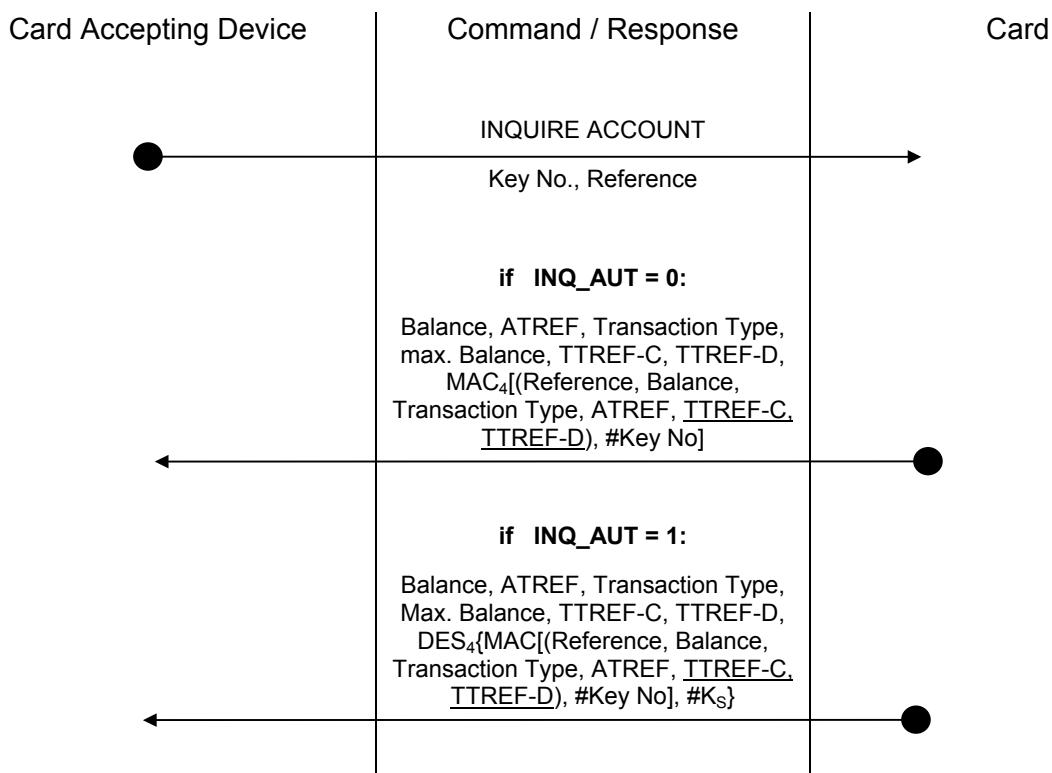 Card Accepting Device
Command / Response
Card
INQUIRE ACCOUNT
Key No., Reference
if INQ_AUT = 0:
Balance, ATREF, Transaction Type,
max. Balance, TTREF-C, TTREF-D,
MAC₄[(Reference, Balance,
Transaction Type, ATREF, TTREF-C,
TTREF-D), #Key No]
if INQ_AUT = 1:
Balance, ATREF, Transaction Type,
Max. Balance, TTREF-C, TTREF-D,
DES₄{MAC[(Reference, Balance,
Transaction Type, ATREF, TTREF-C,
TTREF-D), #Key No], #Kₛ}